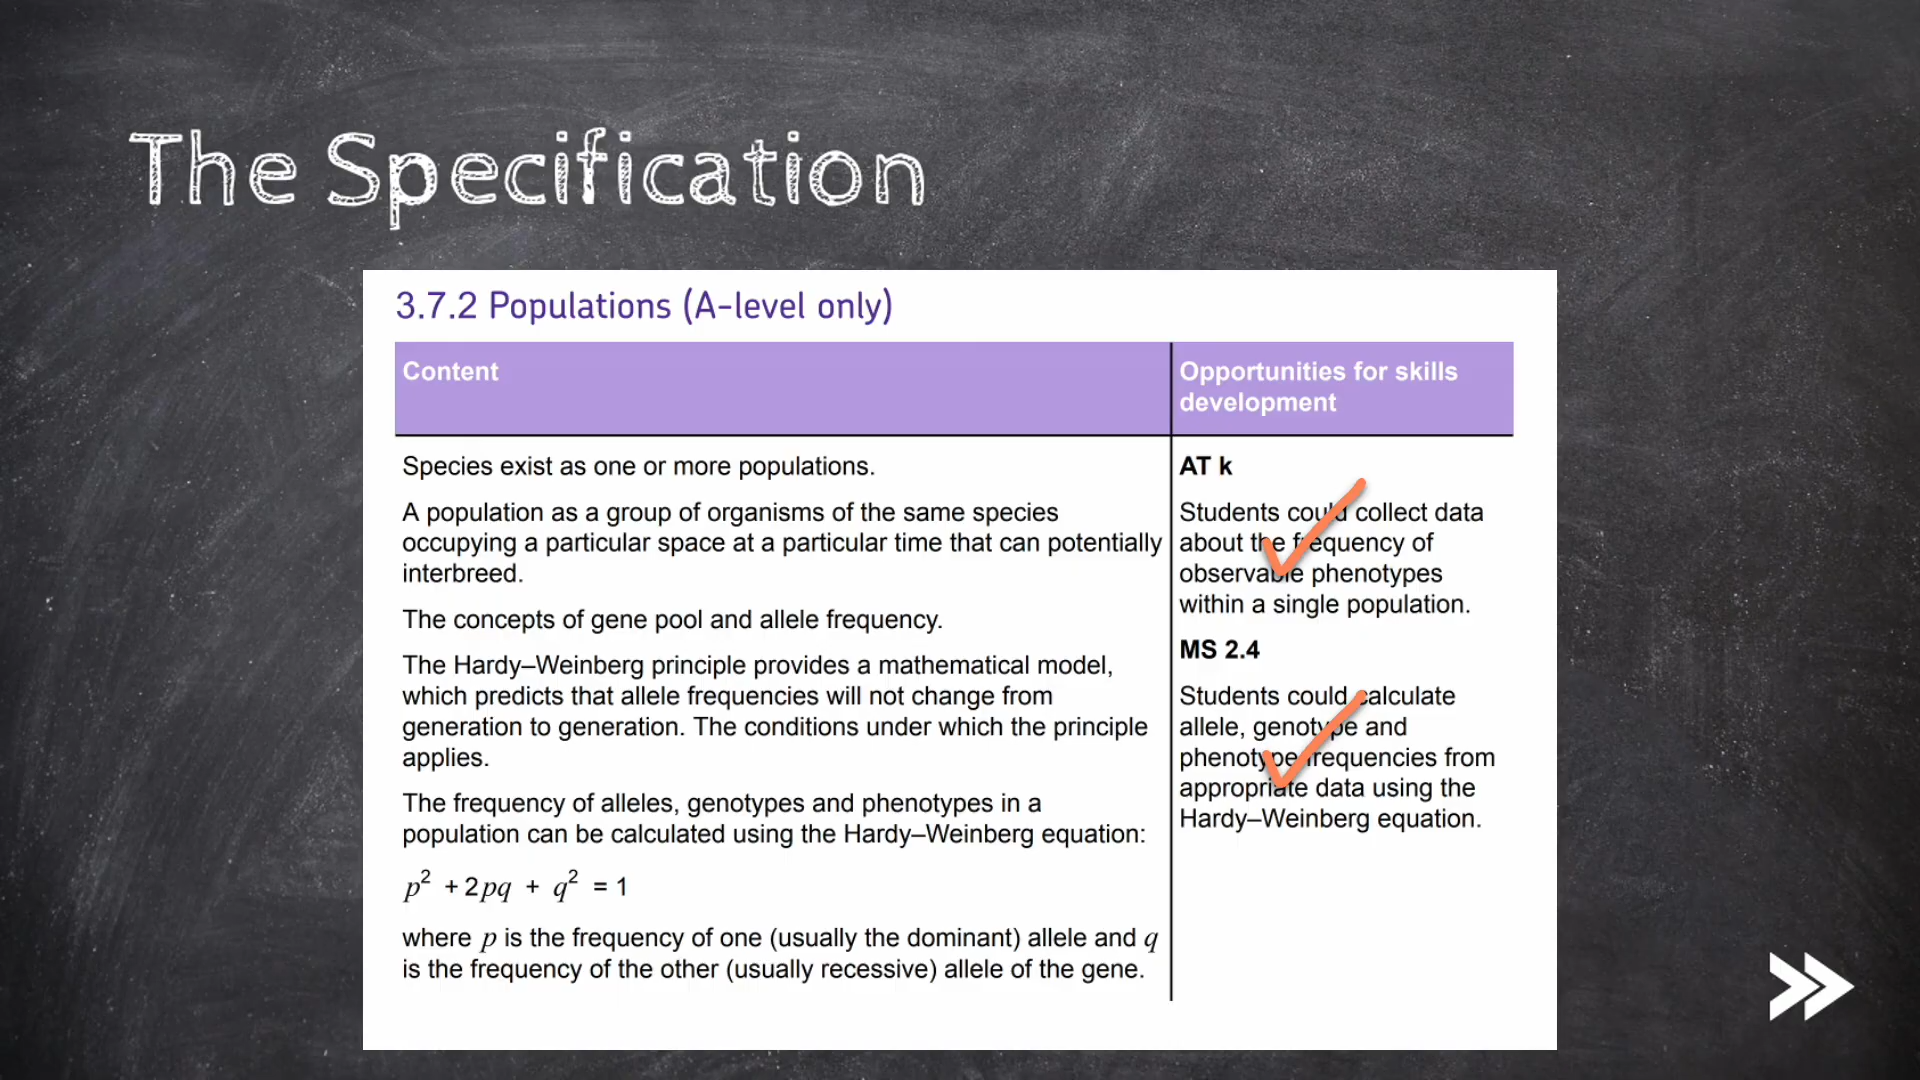 The Specification
3.7.2 Populations (A-level only)
Content
Opportunities for skills
development
Species exist as one or more populations.
A population as a group of organisms of the same species
occupying a particular space at a particular time that can potentially
interbreed.
The concepts of gene pool and allele frequency.
The Hardy–Weinberg principle provides a mathematical model,
which predicts that allele frequencies will not change from
generation to generation. The conditions under which the principle
applies.
The frequency of alleles, genotypes and phenotypes in a
population can be calculated using the Hardy–Weinberg equation:
p² + 2pq + q² = 1
where p is the frequency of one (usually the dominant) allele and q
is the frequency of the other (usually recessive) allele of the gene.
AT k
Students could collect data
about the frequency of
observable phenotypes
within a single population.
MS 2.4
Students could calculate
allele, genotype and
phenotype frequencies from
appropriate data using the
Hardy–Weinberg equation.